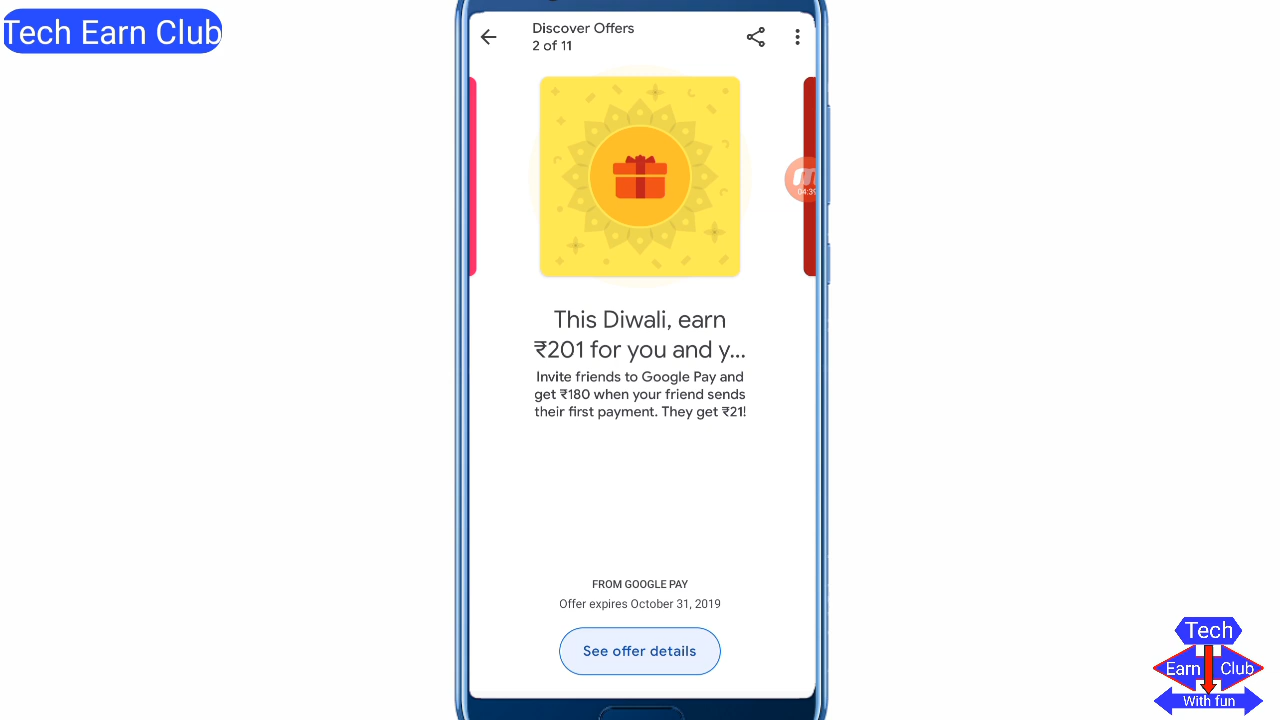 Tech Earn Club
Discover Offers
2 of 11
04:39
This Diwali, earn
₹201 for you and y...
Invite friends to Google Pay and
get ₹180 when your friend sends
their first payment. They get ₹21!
FROM GOOGLE PAY
Offer expires October 31, 2019
See offer details
Tech
Earn Club
With fun